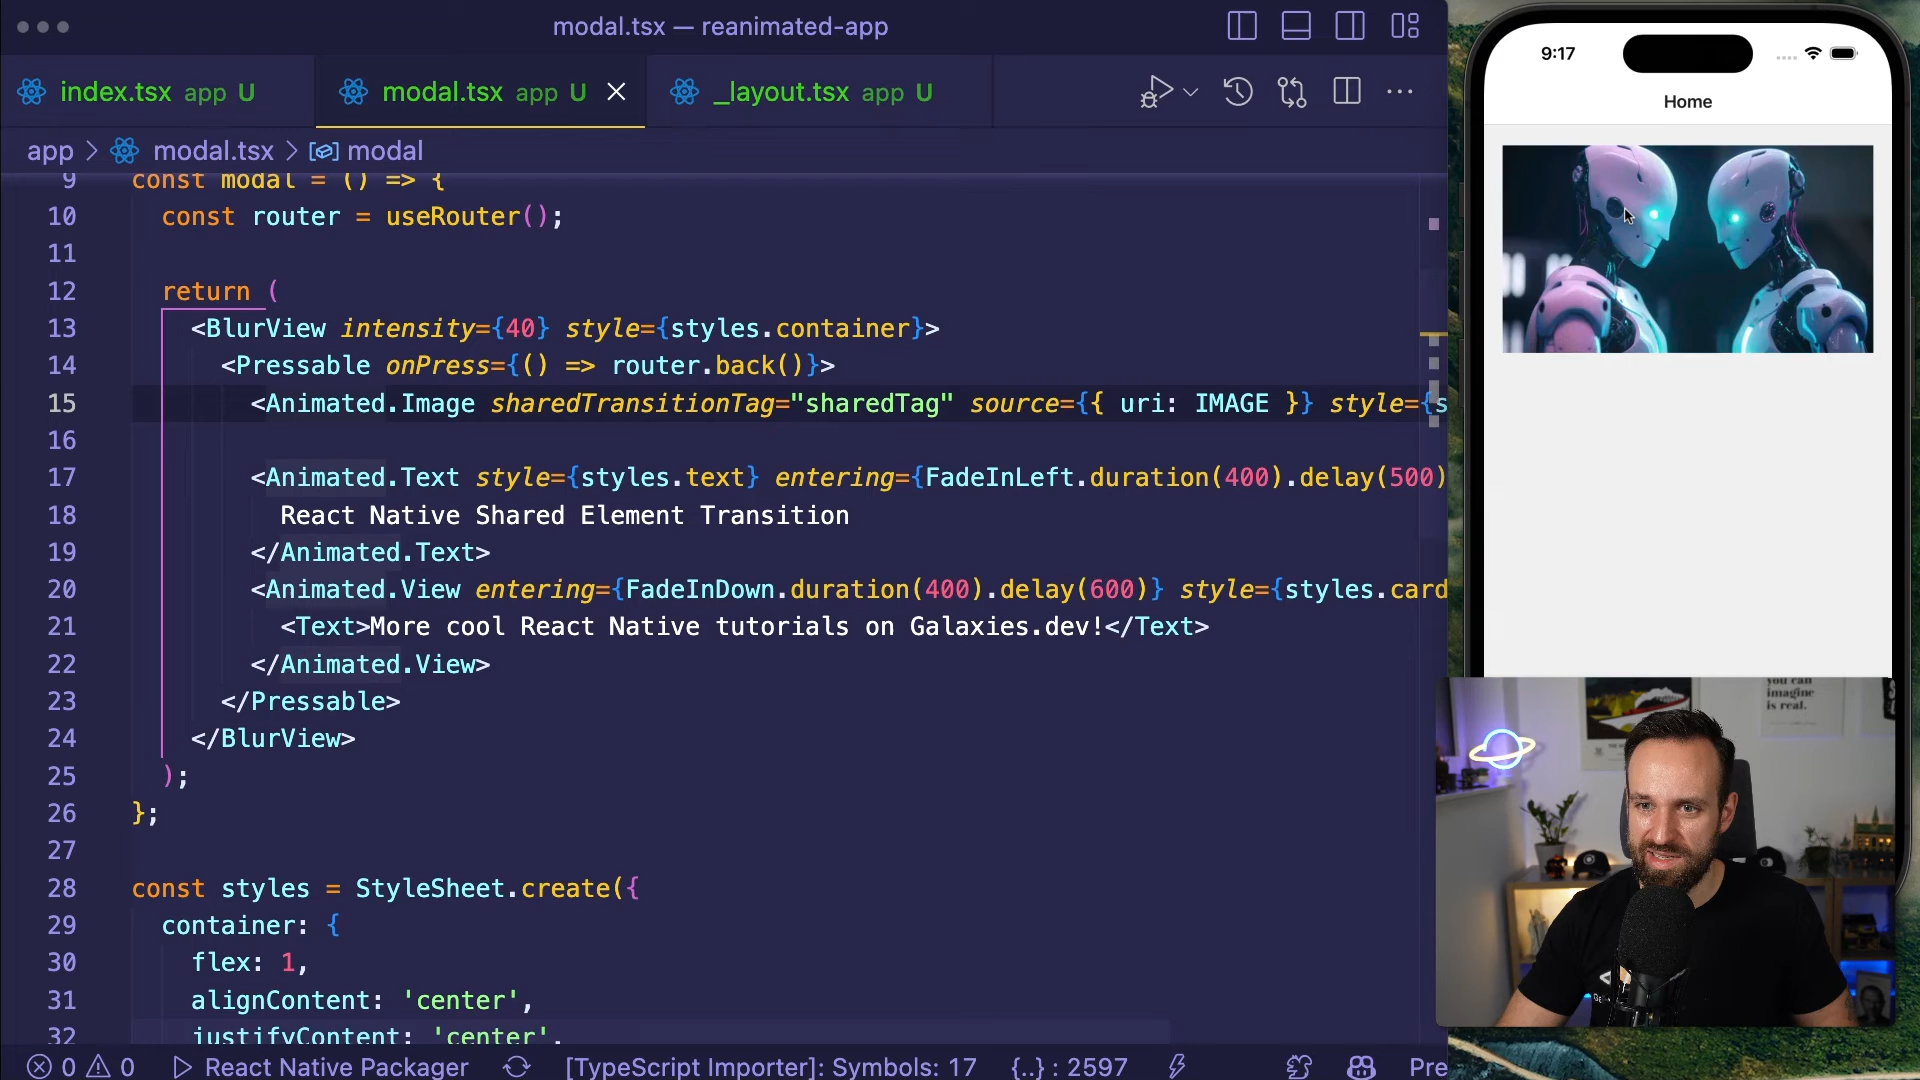 modal.tsx — reanimated-app
index.tsx app U
modal.tsx app U
_layout.tsx app U
app > modal.tsx > modal
9 const modal = () => {
10 const router = useRouter();
11
12 return (
13 <BlurView intensity={40} style={styles.container}>
14 <Pressable onPress={() => router.back()}>
15 <Animated.Image sharedTransitionTag="sharedTag" source={{ uri: IMAGE }} style={s
16
17 <Animated.Text style={styles.text} entering={FadeInLeft.duration(400).delay(500)
18 React Native Shared Element Transition
19 </Animated.Text>
20 <Animated.View entering={FadeInDown.duration(400).delay(600)} style={styles.card
21 <Text>More cool React Native tutorials on Galaxies.dev!</Text>
22 </Animated.View>
23 </Pressable>
24 </BlurView>
25 );
26 };
27
28 const styles = StyleSheet.create({
29 container: {
30 flex: 1,
31 alignContent: 'center',
32 justifyContent: 'center',
0 0 React Native Packager [TypeScript Importer]: Symbols: 17 {..} : 2597 Pre
9:17
Home
you can
imagine
is real.